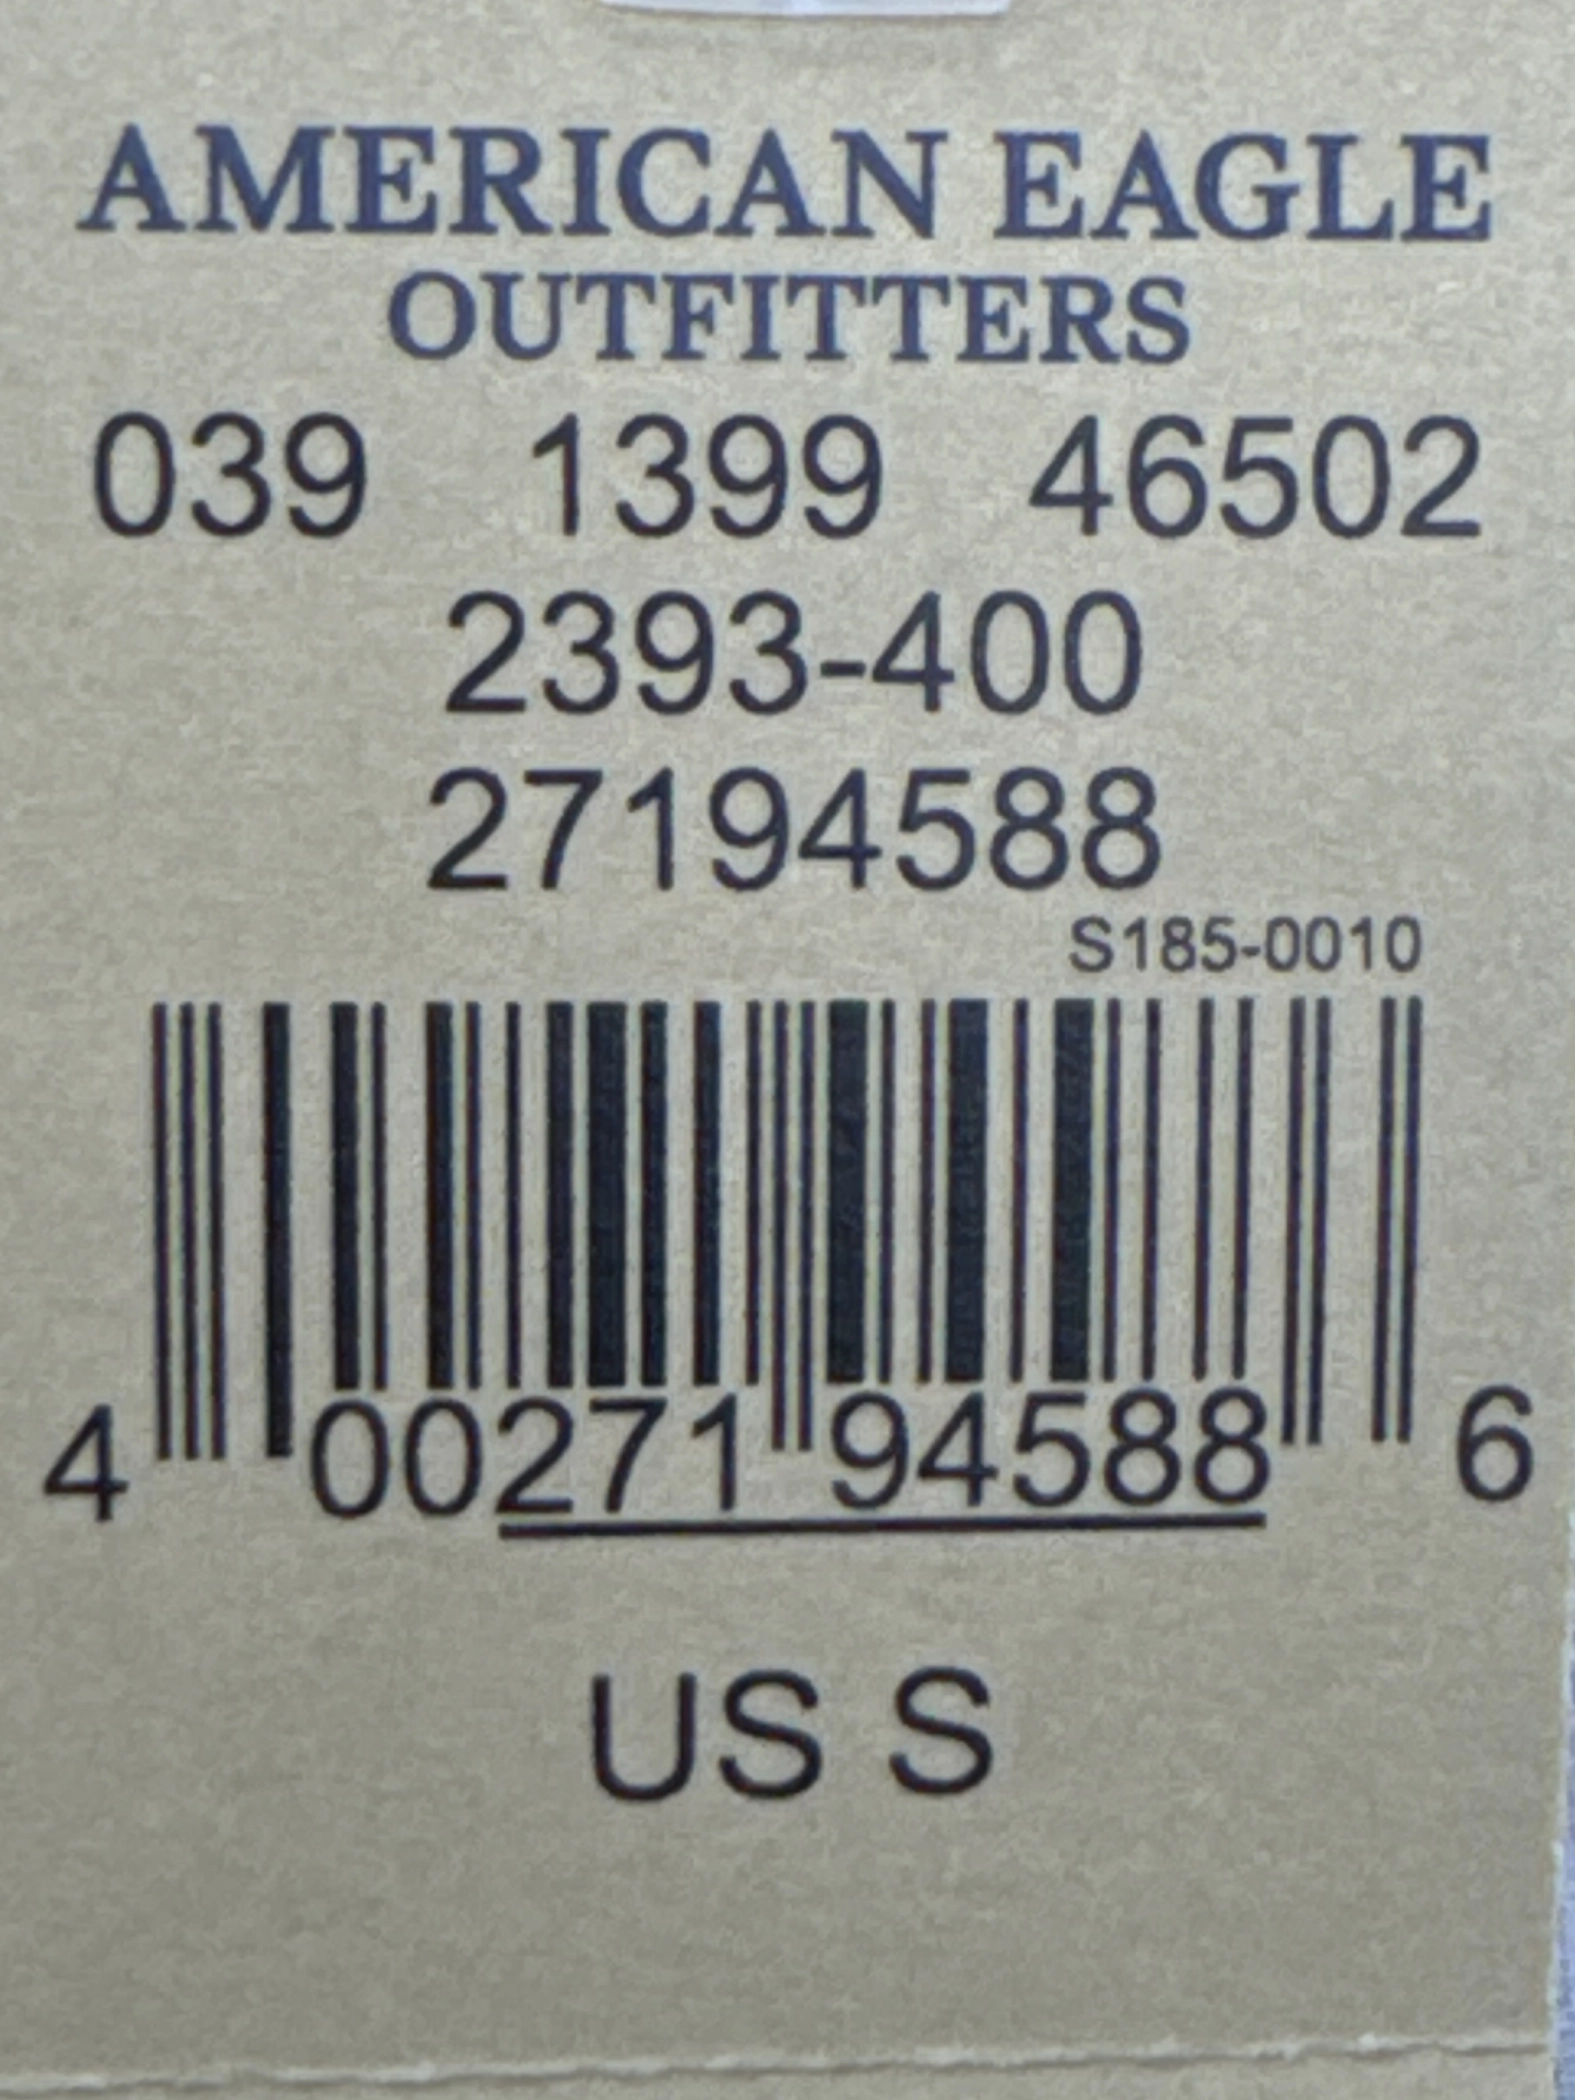 AMERICAN EAGLE
OUTFITTERS
039 1399 46502
2393-400
27194588
S185-0010
4 00271 94588 6
US S